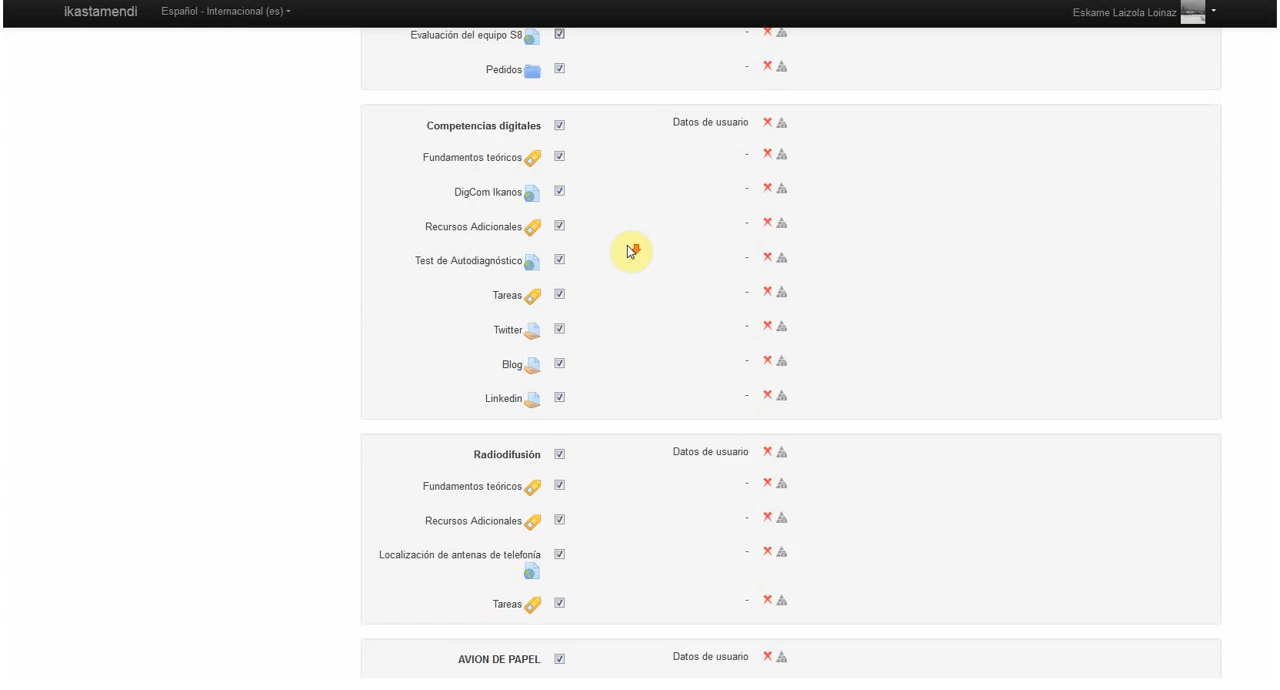 ikastamendi Español - Internacional (es) Eskarne Laizola Loinaz
Evaluación del equipo S8 -
Pedidos -
Competencias digitales Datos de usuario
Fundamentos teóricos -
DigCom Ikanos -
Recursos Adicionales -
Test de Autodiagnóstico -
Tareas -
Twitter -
Blog -
Linkedin -
Radiodifusión Datos de usuario
Fundamentos teóricos -
Recursos Adicionales -
Localización de antenas de telefonía -
Tareas -
AVION DE PAPEL Datos de usuario